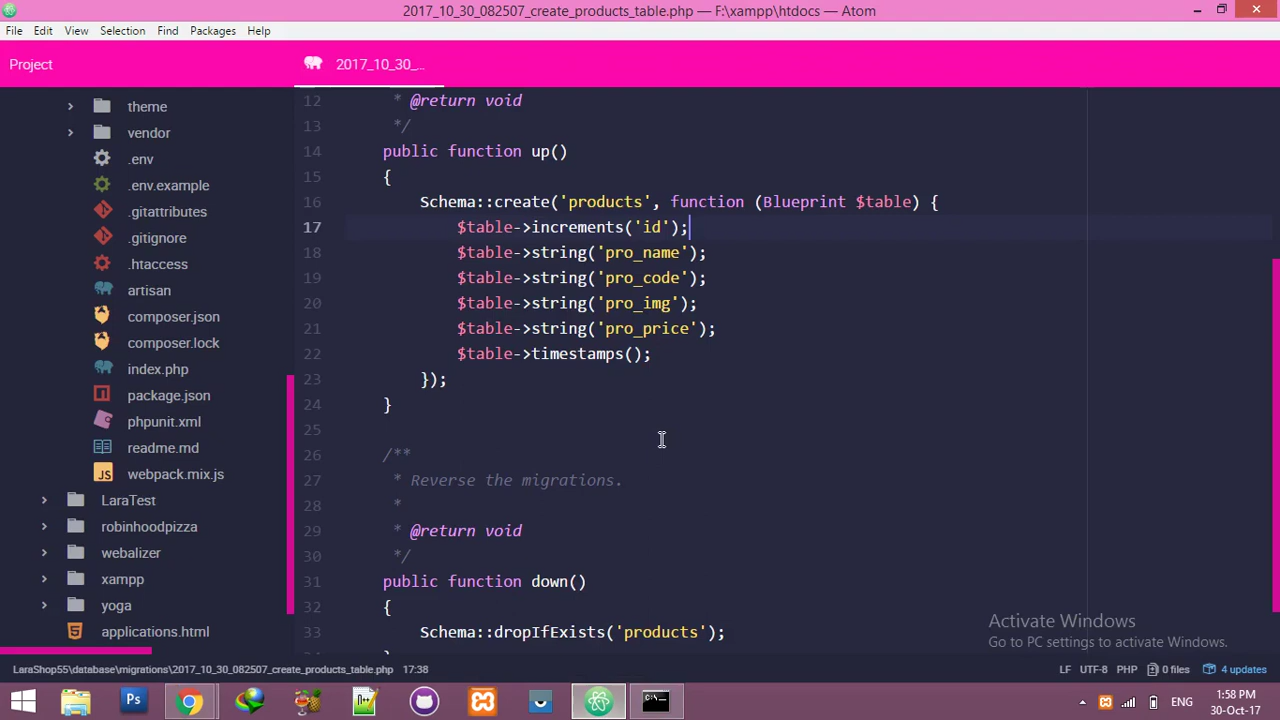 2017_10_30_082507_create_products_table.php — F:\xampp\htdocs — Atom
File Edit View Selection Find Packages Help
Project
2017_10_30_...
theme
vendor
.env
.env.example
.gitattributes
.gitignore
.htaccess
artisan
composer.json
composer.lock
index.php
package.json
phpunit.xml
readme.md
webpack.mix.js
LaraTest
robinhoodpizza
webalizer
xampp
yoga
applications.html
12 * @return void
13 */
14 public function up()
15 {
16 Schema::create('products', function (Blueprint $table) {
17 $table->increments('id');
18 $table->string('pro_name');
19 $table->string('pro_code');
20 $table->string('pro_img');
21 $table->string('pro_price');
22 $table->timestamps();
23 });
24 }
25
26 /**
27 * Reverse the migrations.
28 *
29 * @return void
30 */
31 public function down()
32 {
33 Schema::dropIfExists('products');
Activate Windows
Go to PC settings to activate Windows.
LaraShop55\database\migrations\2017_10_30_082507_create_products_table.php 17:38 LF UTF-8 PHP 0 files 4 updates
Ps
ENG
1:58 PM
30-Oct-17